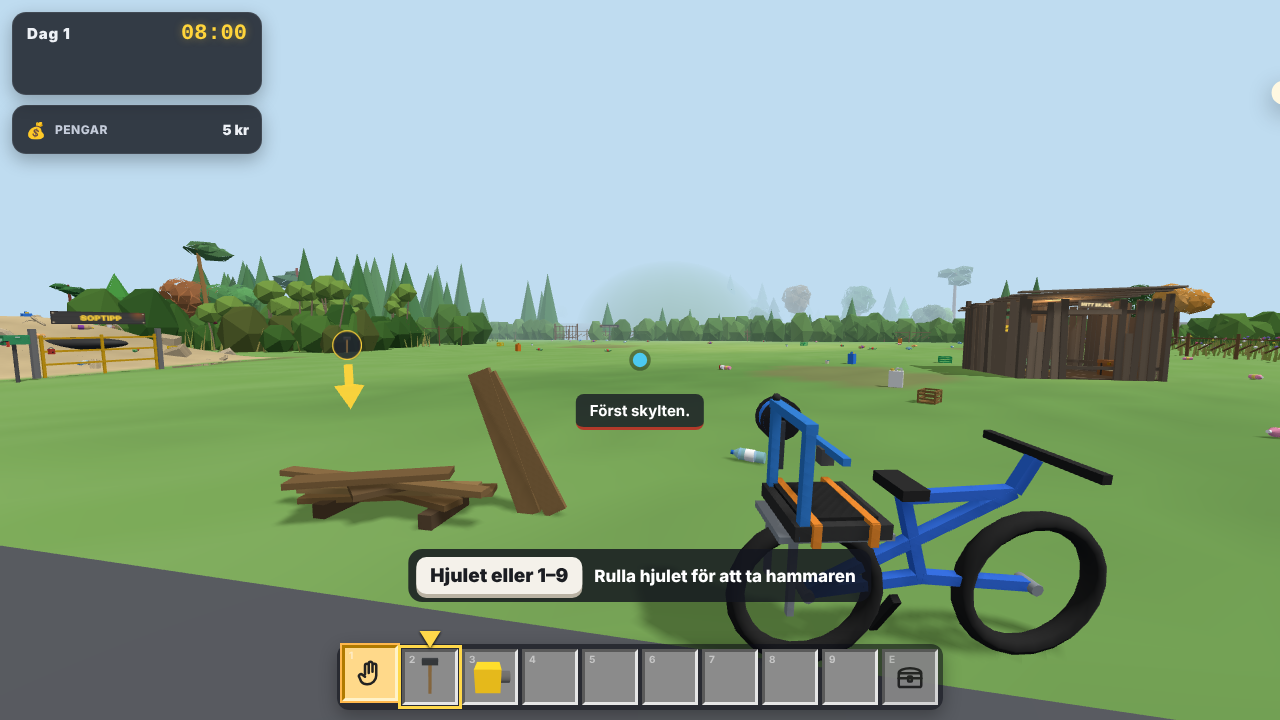 Dag 1
08:00
PENGAR
5 kr
SOPTIPP
Först skylten.
Hjulet eller 1–9
Rulla hjulet för att ta hammaren
1
2
3
4
5
6
7
8
9
E